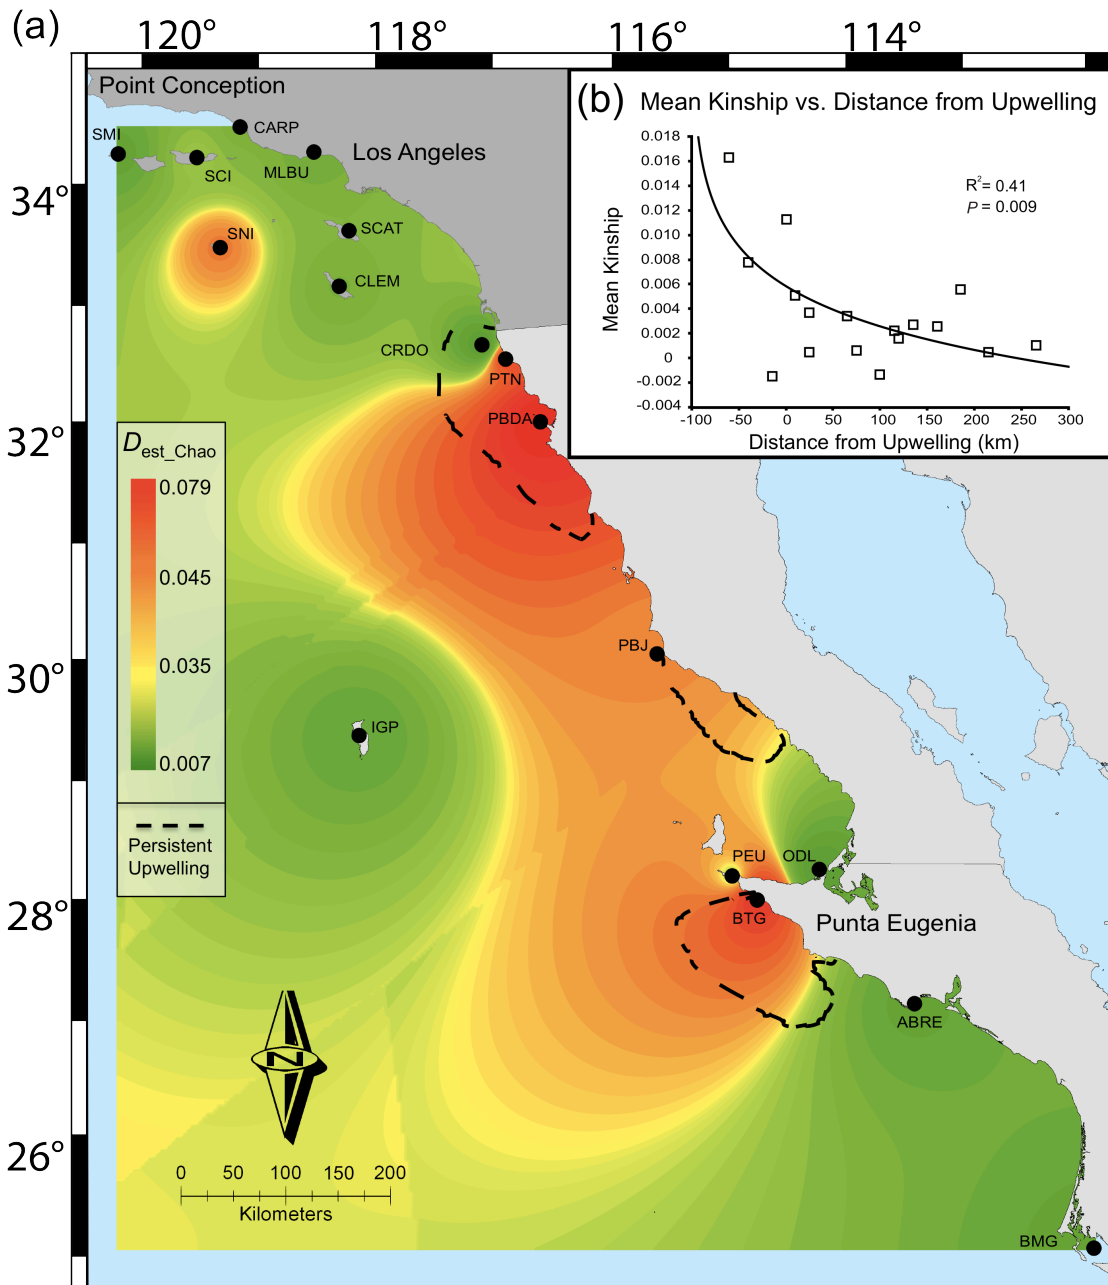 (a)
120° 118° 116° 114°
Point Conception
SMI
CARP
SCI
MLBU
Los Angeles
34°
SNI
SCAT
CLEM
CRDO
PTN
PBDA
32°
D est_Chao
0.079
0.045
0.035
0.007
Persistent
Upwelling
PBJ
30°
IGP
PEU
ODL
28°
BTG
Punta Eugenia
ABRE
N
26°
0 50 100 150 200
Kilometers
BMG
(b) Mean Kinship vs. Distance from Upwelling
0.018
0.016
0.014
0.012
0.010
0.008
0.006
0.004
0.002
0
-0.002
-0.004
Mean Kinship
R²= 0.41
P = 0.009
-100 -50 0 50 100 150 200 250 300
Distance from Upwelling (km)